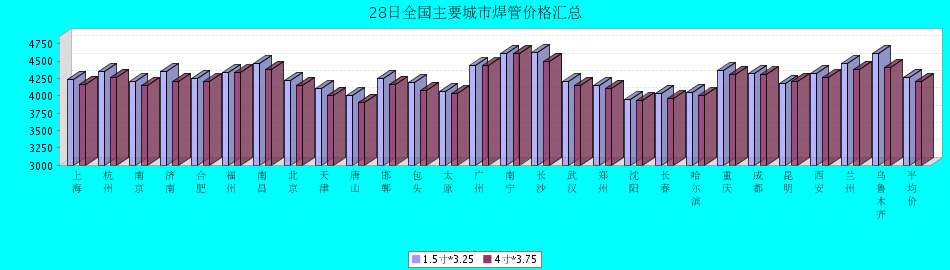 28日全国主要城市焊管价格汇总
4750
4500
4250
4000
3750
3500
3250
3000
上海
杭州
南京
济南
合肥
福州
南昌
北京
天津
唐山
邯郸
包头
太原
广州
南宁
长沙
武汉
郑州
沈阳
长春
哈尔滨
重庆
成都
昆明
西安
兰州
乌鲁木齐
平均价
1.5寸*3.25
4寸*3.75